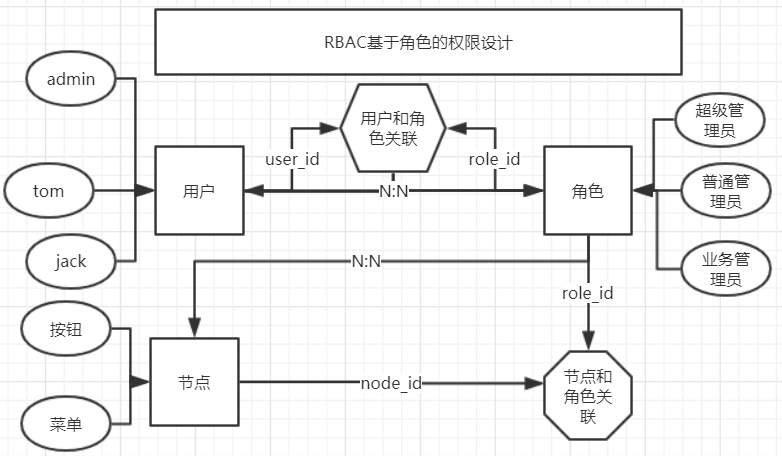 RBAC基于角色的权限设计
admin
用户和角
色关联
超级管
理员
user_id
role_id
tom
用户
N:N
角色
普通管
理员
jack
N:N
业务管
理员
role_id
按钮
节点
node_id
节点和
角色关
联
菜单